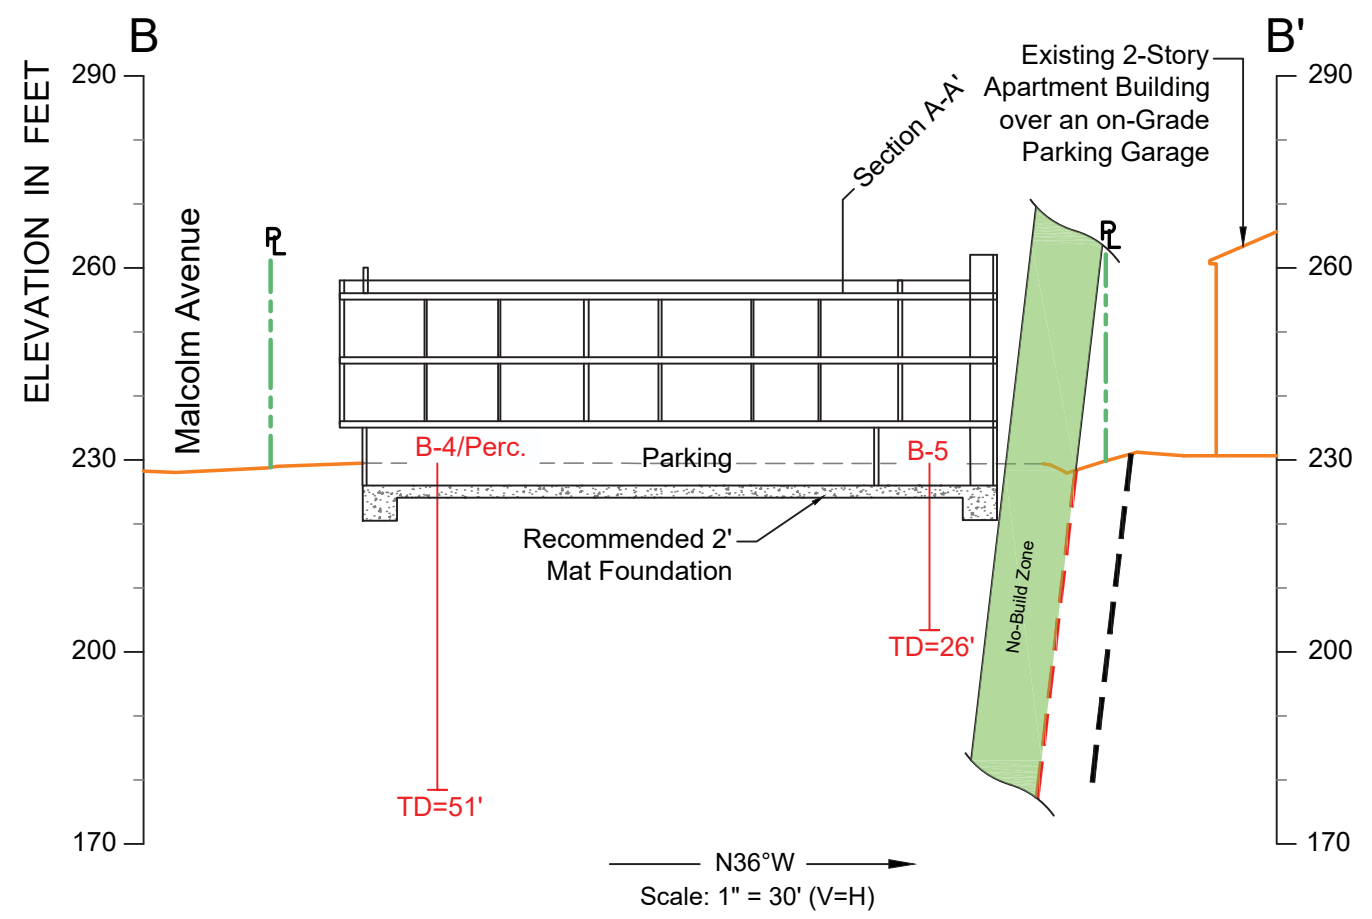 B
B'
ELEVATION IN FEET
290
260
230
200
170
Malcolm Avenue
PL
Section A-A'
Existing 2-Story
Apartment Building
over an on-Grade
Parking Garage
PL
290
260
230
200
170
B-4/Perc.
Parking
B-5
Recommended 2'
Mat Foundation
No-Build Zone
TD=26'
TD=51'
N36°W
Scale: 1" = 30' (V=H)